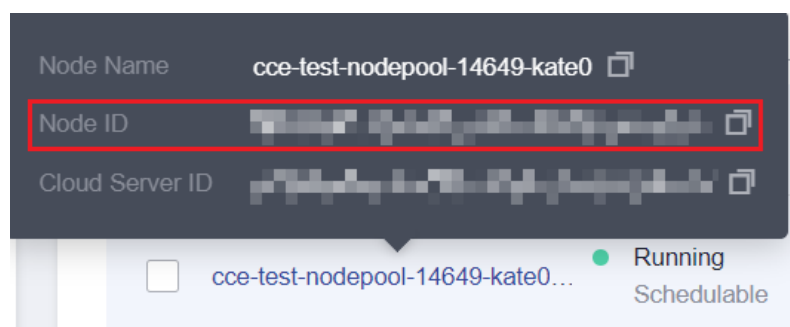 Node Name cce-test-nodepool-14649-kate0
Node ID
Cloud Server ID
cce-test-nodepool-14649-kate0... Running
Schedulable